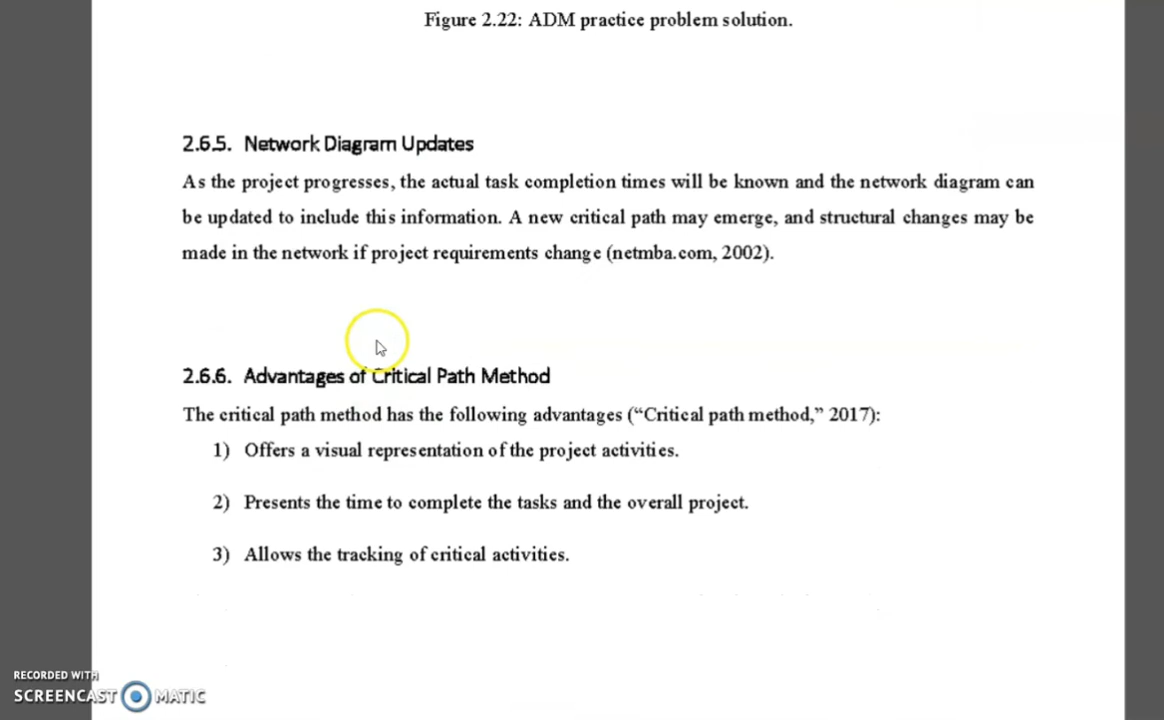 Figure 2.22: ADM practice problem solution.
2.6.5. Network Diagram Updates
As the project progresses, the actual task completion times will be known and the network diagram can
be updated to include this information. A new critical path may emerge, and structural changes may be
made in the network if project requirements change (netmba.com, 2002).
2.6.6. Advantages of Critical Path Method
The critical path method has the following advantages (“Critical path method,” 2017):
1) Offers a visual representation of the project activities.
2) Presents the time to complete the tasks and the overall project.
3) Allows the tracking of critical activities.
RECORDED WITH
SCREENCAST MATIC